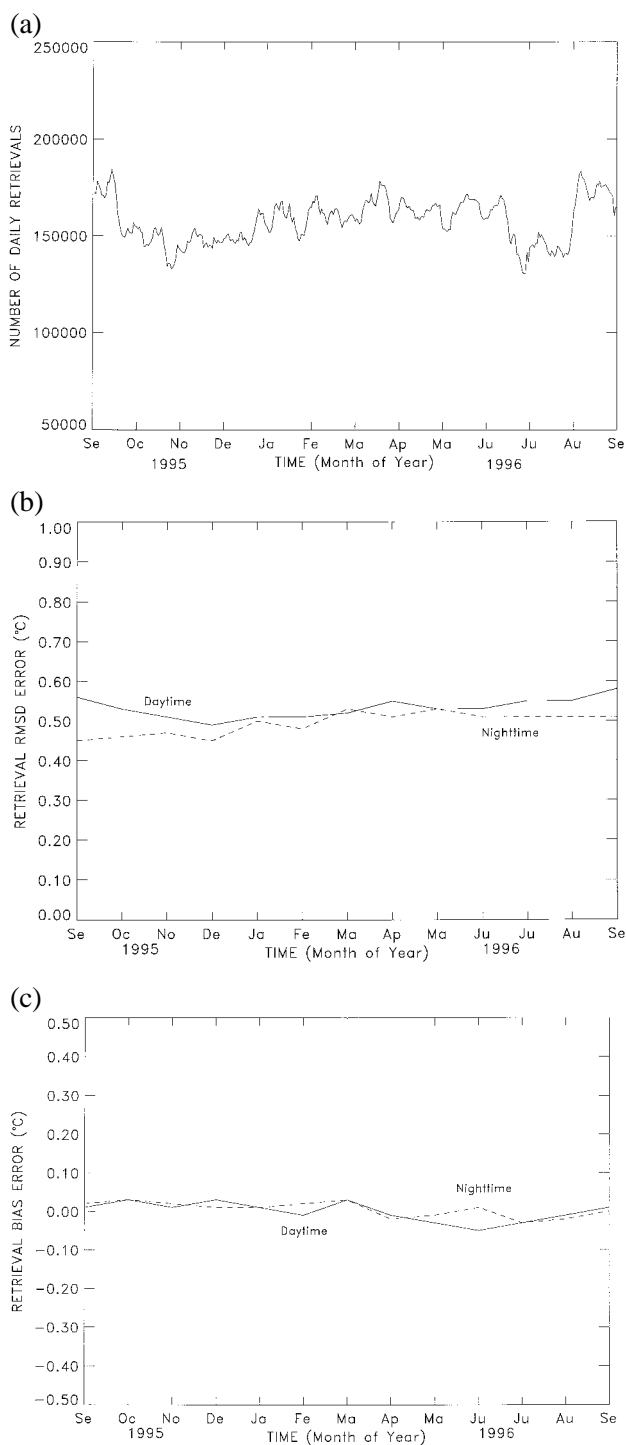 (a)
250000
200000
150000
100000
50000
NUMBER OF DAILY RETRIEVALS
Se Oc No De Ja Fe Ma Ap Ma Ju Ju Au Se
1995 TIME (Month of Year) 1996
(b)
1.00
0.90
0.80
0.70
0.60
0.50
0.40
0.30
0.20
0.10
0.00
RETRIEVAL RMSD ERROR (°C)
Daytime
Nighttime
Se Oc No De Ja Fe Ma Ap Ma Ju Ju Au Se
1995 TIME (Month of Year) 1996
(c)
0.50
0.40
0.30
0.20
0.10
0.00
-0.10
-0.20
-0.30
-0.40
-0.50
RETRIEVAL BIAS ERROR (°C)
Nighttime
Daytime
Se Oc No De Ja Fe Ma Ap Ma Ju Ju Au Se
1995 TIME (Month of Year) 1996